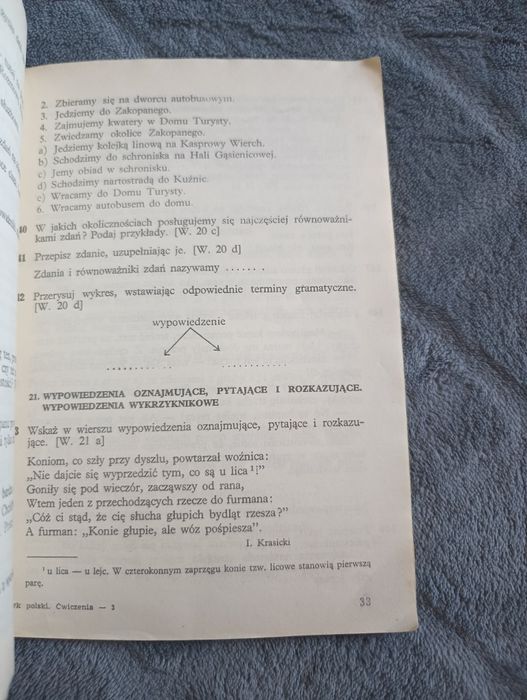 2. Zbieramy się na dworcu autobusowym.
3. Jedziemy do Zakopanego.
4. Zajmujemy kwatery w Domu Turysty.
5. Zwiedzamy okolice Zakopanego.
a) Jedziemy kolejką linową na Kasprowy Wierch.
b) Schodzimy do schroniska na Hali Gąsienicowej.
c) Jemy obiad w schronisku.
d) Schodzimy nartostradą do Kuźnic.
e) Wracamy do Domu Turysty.
6. Wracamy autobusem do domu.
W jakich okolicznościach posługujemy się najczęściej równoważni-
kami zdań? Podaj przykłady. [W. 20 c]
Przepisz zdanie, uzupełniając je. [W. 20 d]
Zdania i równoważniki zdań nazywamy .......
Przerysuj wykres, wstawiając odpowiednie terminy gramatyczne.
[W. 20 d]
wypowiedzenie
............ ............
21. WYPOWIEDZENIA OZNAJMUJĄCE, PYTAJĄCE I ROZKAZUJĄCE.
WYPOWIEDZENIA WYKRZYKNIKOWE
Wskaż w wierszu wypowiedzenia oznajmujące, pytające i rozkazu-
jące. [W. 21 a]
Koniom, co szły przy dyszlu, powtarzał woźnica:
„Nie dajcie się wyprzedzić tym, co są u lica¹!”
Goniły się pod wieczór, zacząwszy od rana,
Wtem jeden z przechodzących rzecze do furmana:
„Cóż ci stąd, że cię słucha głupich bydląt rzesza?”
A furman: „Konie głupie, ale wóz pośpiesza”.
I. Krasicki
¹ u lica — u lejc. W czterokonnym zaprzęgu konie tzw. licowe stanowią pierwszą
parę.
polski. Ćwiczenia — 3
33